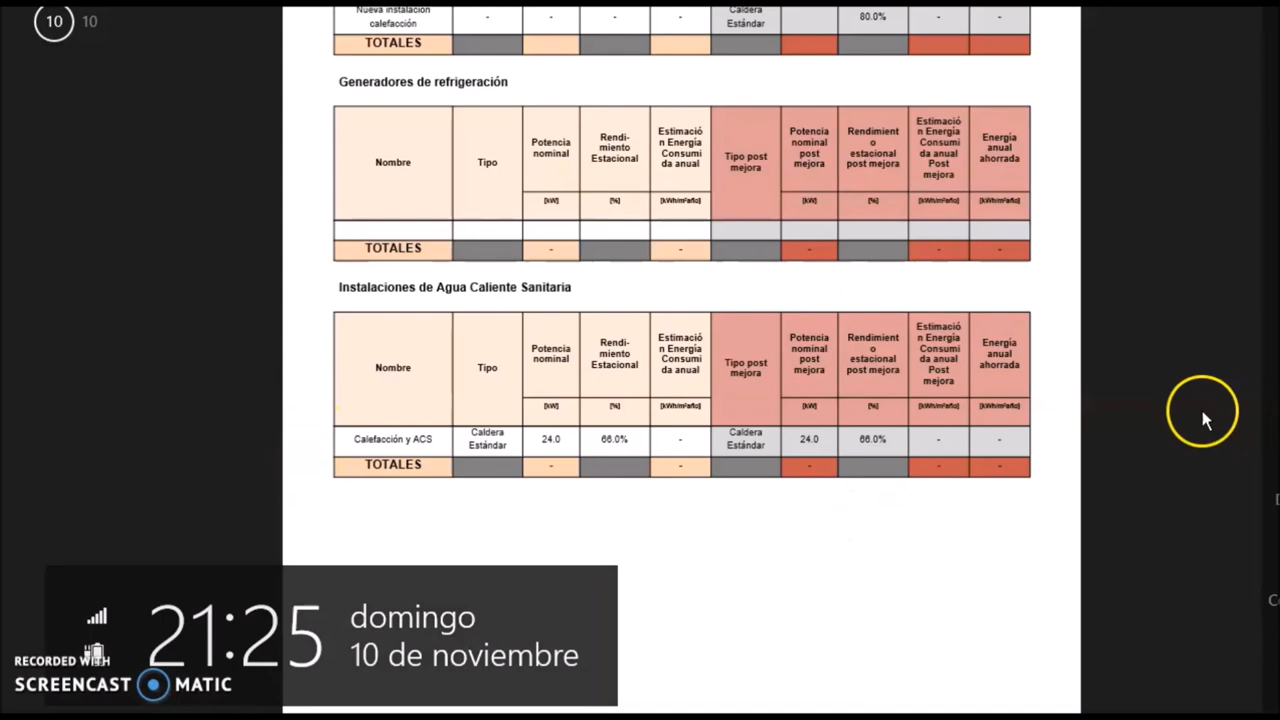 10 10
Nueva instalación
calefacción
- - - - Caldera
Estándar
- 80.0% - -
TOTALES
Generadores de refrigeración
Nombre
Tipo
Potencia
nominal
[kW]
Rendi-
miento
Estacional
[%]
Estimació
n Energía
Consumi
da anual
[kWh/m²año]
Tipo post
mejora
Potencia
nominal
post
mejora
[kW]
Rendimient
o
estacional
post mejora
[%]
Estimació
n Energía
Consumi
da anual
Post
mejora
[kWh/m²año]
Energía
anual
ahorrada
[kWh/m²año]
TOTALES - - - - -
Instalaciones de Agua Caliente Sanitaria
Nombre
Tipo
Potencia
nominal
[kW]
Rendi-
miento
Estacional
[%]
Estimació
n Energía
Consumi
da anual
[kWh/m²año]
Tipo post
mejora
Potencia
nominal
post
mejora
[kW]
Rendimient
o
estacional
post mejora
[%]
Estimació
n Energía
Consumi
da anual
Post
mejora
[kWh/m²año]
Energía
anual
ahorrada
[kWh/m²año]
Calefacción y ACS
Caldera
Estándar
24.0 66.0% -
Caldera
Estándar
24.0 66.0% - -
TOTALES - - - - -
21:25
domingo
10 de noviembre
RECORDED WITH
SCREENCAST MATIC